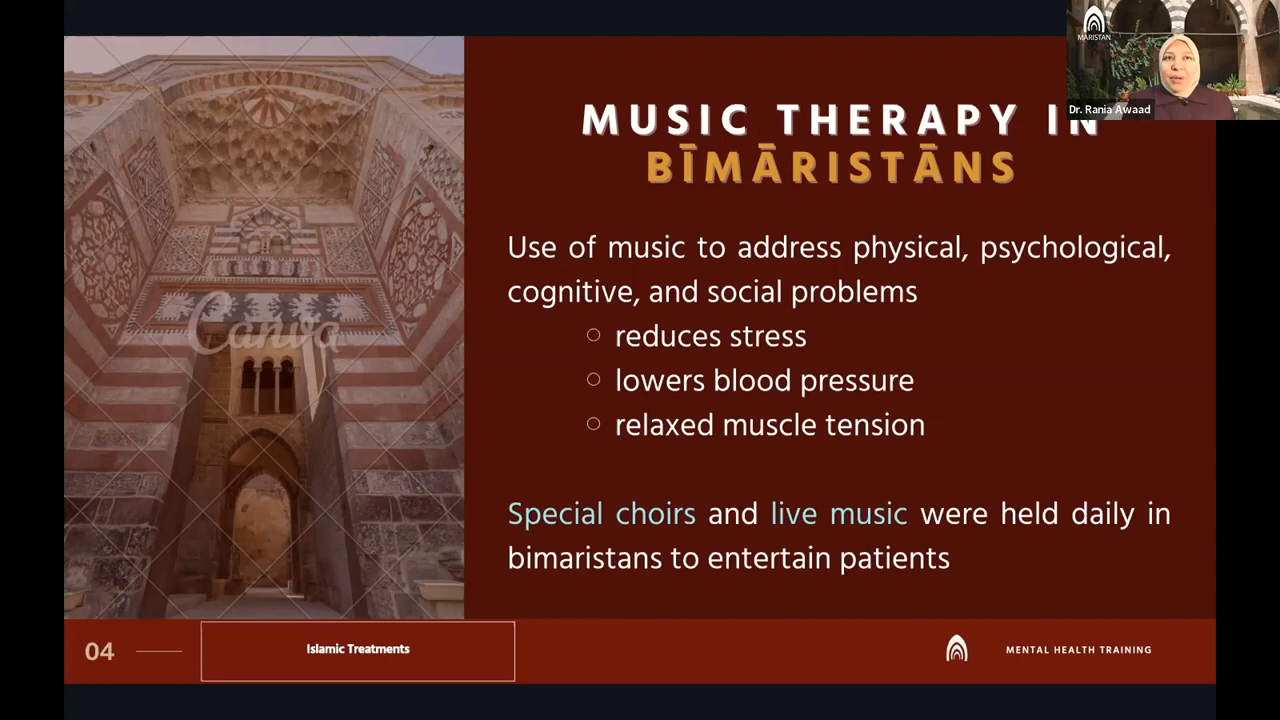 MARISTAN
Dr. Rania Awaad
MUSIC THERAPY IN
BĪMĀRISTĀNS
Use of music to address physical, psychological,
cognitive, and social problems
○ reduces stress
○ lowers blood pressure
○ relaxed muscle tension
Special choirs and live music were held daily in
bimaristans to entertain patients
Canva
04
Islamic Treatments
MENTAL HEALTH TRAINING